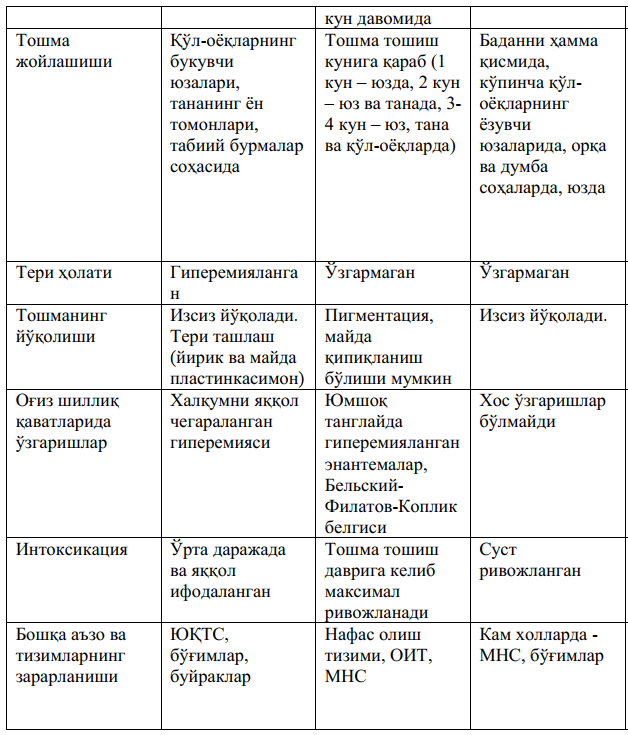 кун давомида
Тошма
жойлашиши
Қўл-оёқларнинг
букувчи
юзалари,
тананинг ён
томонлари,
табиий бурмалар
соҳасида
Тошма тошиш
кунига қараб (1
кун – юзда, 2 кун
– юз ва танада, 3-
4 кун – юз, тана
ва қўл-оёқларда)
Баданни ҳамма
қисмида,
кўпинча қўл-
оёқларнинг
ёзувчи
юзаларида, орқа
ва думба
соҳаларда, юзда
Тери ҳолати
Гиперемияланга
н
Ўзгармаган
Ўзгармаган
Тошманинг
йўқолиши
Изсиз йўқолади.
Тери ташлаш
(йирик ва майда
пластинкасимон)
Пигментация,
майда
қипиқланиш
бўлиши мумкин
Изсиз йўқолади.
Оғиз шиллиқ
қаватларида
ўзгаришлар
Халқумни яққол
чегараланган
гиперемияси
Юмшоқ
танглайда
гиперемияланган
энантемалар,
Бельский-
Филатов-Коплик
белгиси
Хос ўзгаришлар
бўлмайди
Интоксикация
Ўрта даражада
ва яққол
ифодаланган
Тошма тошиш
даврига келиб
максимал
ривожланади
Суст
ривожланган
Бошқа аъзо ва
тизимларнинг
зарарланиши
ЮҚТС,
бўғимлар,
буйраклар
Нафас олиш
тизими, ОИТ,
МНС
Кам холларда -
МНС, бўғимлар